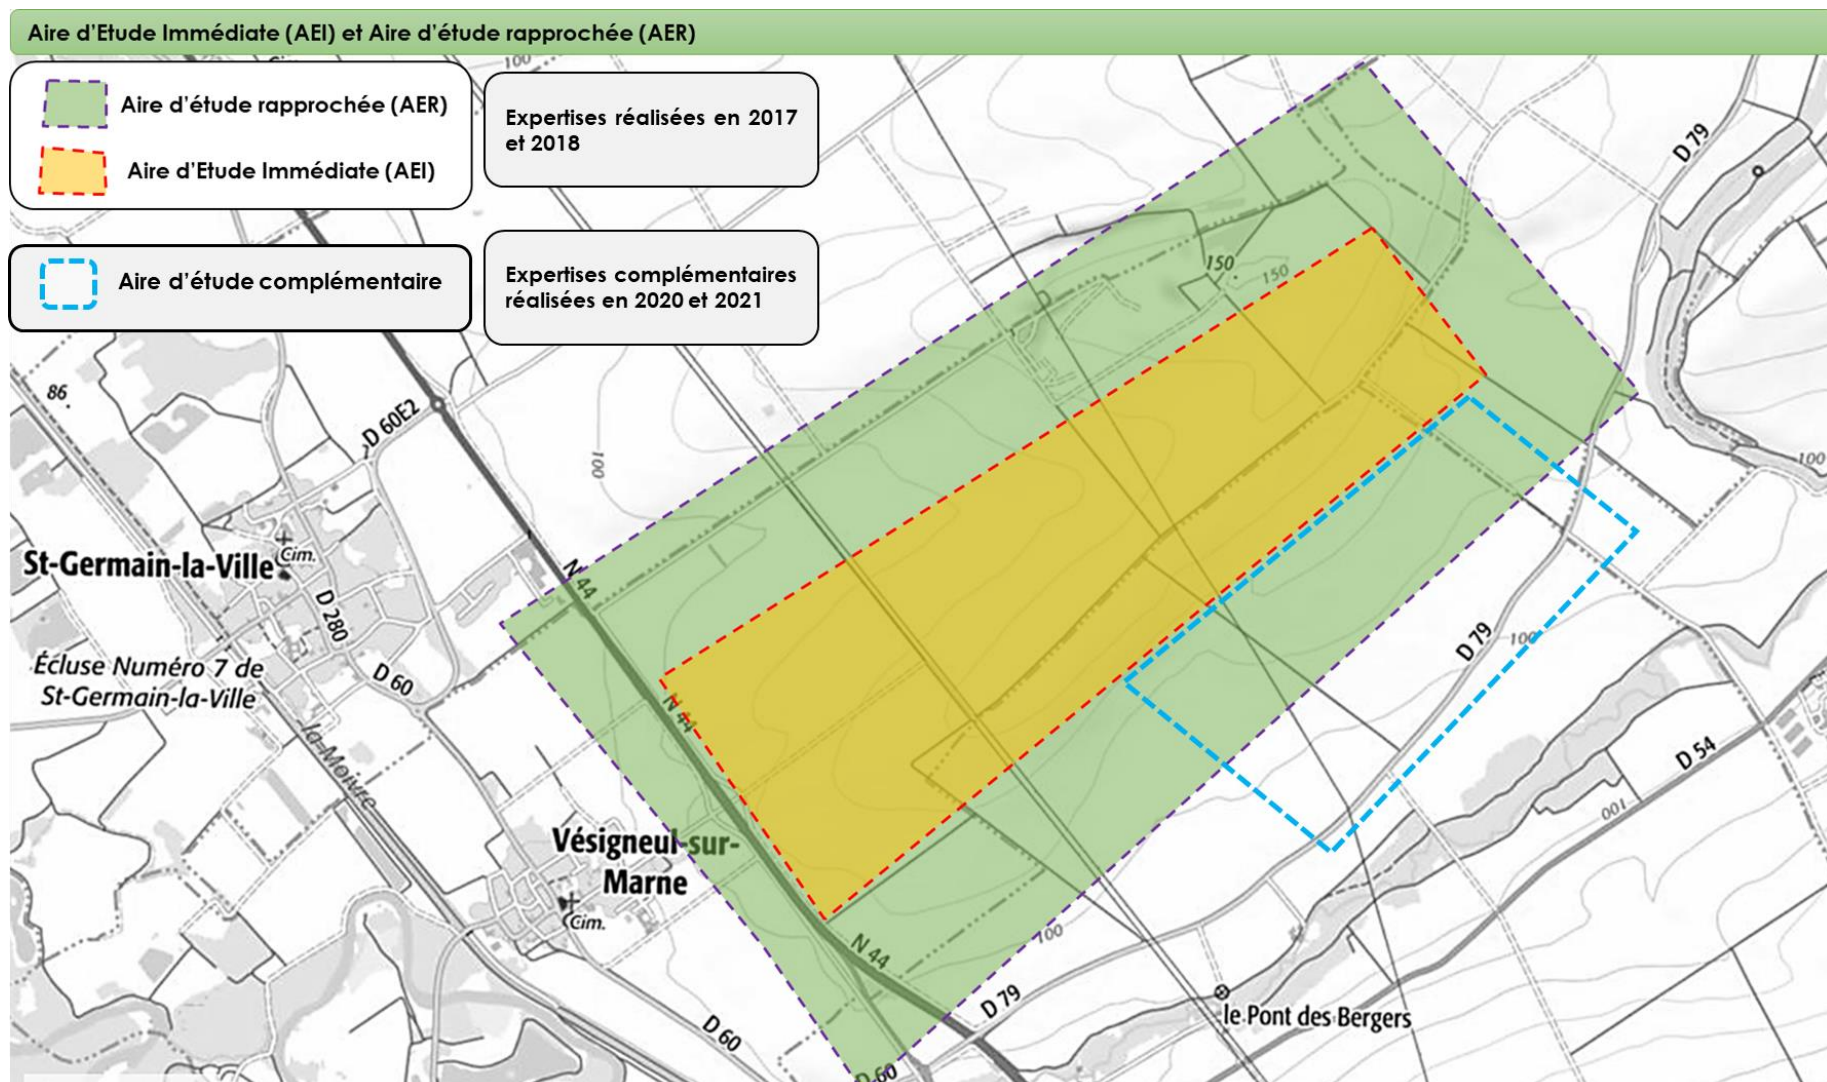 Aire d'Etude Immédiate (AEI) et Aire d'étude rapprochée (AER)
Aire d'étude rapprochée (AER)
Aire d'Etude Immédiate (AEI)
Expertises réalisées en 2017
et 2018
Aire d'étude complémentaire
Expertises complémentaires
réalisées en 2020 et 2021
100
D 79
150
150
86
D 60E2
100
100
St-Germain-la-Ville
Cim.
N 44
D 280
Écluse Numéro 7 de
St-Germain-la-Ville
D 60
N 44
la Moivre
D 79
100
D 54
100
Vésigneul-sur-
Marne
Cim.
N 44
100
D 79
le Pont des Bergers
D 60
D 60